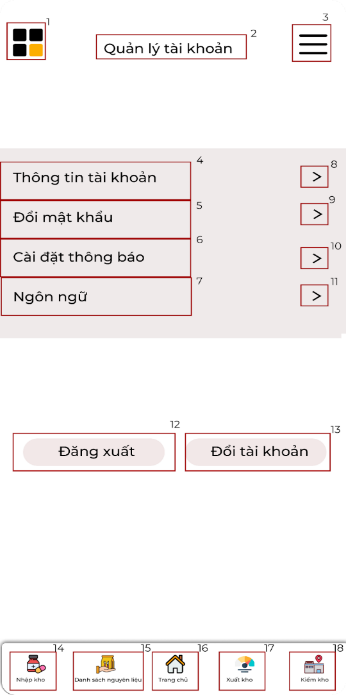 1
2
3
Quản lý tài khoản
4
8
Thông tin tài khoản
>
5
9
Đổi mật khẩu
>
6
10
Cài đặt thông báo
>
7
11
Ngôn ngữ
>
12
13
Đăng xuất
Đổi tài khoản
14
15
16
17
18
Nhập kho
Danh sách nguyên liệu
Trang chủ
Xuất kho
Kiểm kho